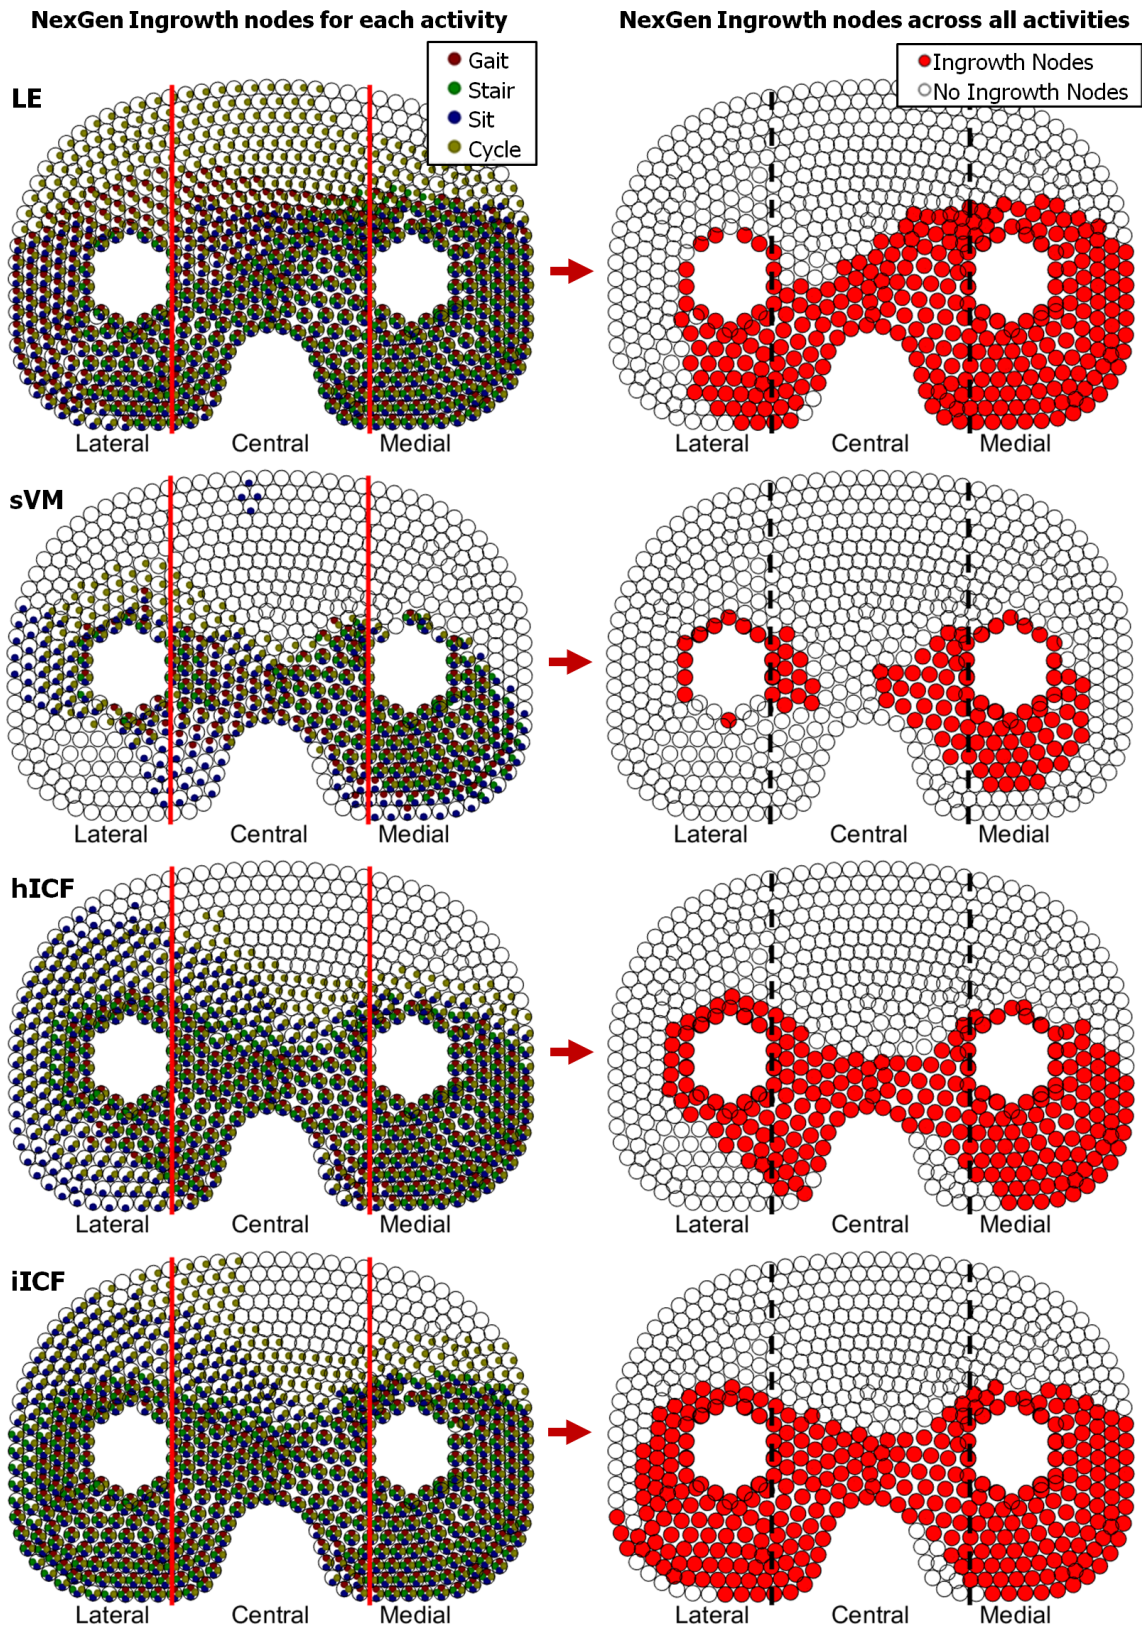 NexGen Ingrowth nodes for each activity
NexGen Ingrowth nodes across all activities
Gait
Stair
Sit
Cycle
Ingrowth Nodes
No Ingrowth Nodes
LE
Lateral
Central
Medial
Lateral
Central
Medial
sVM
Lateral
Central
Medial
Lateral
Central
Medial
hICF
Lateral
Central
Medial
Lateral
Central
Medial
iICF
Lateral
Central
Medial
Lateral
Central
Medial